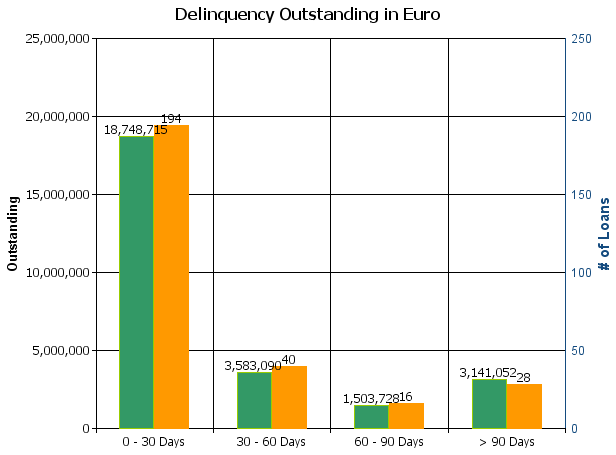 Delinquency Outstanding in Euro
25,000,000
20,000,000
15,000,000
10,000,000
5,000,000
0
Outstanding
250
200
150
100
50
0
# of Loans
18,748,715
194
3,583,090
40
1,503,728
16
3,141,052
28
0 - 30 Days
30 - 60 Days
60 - 90 Days
> 90 Days